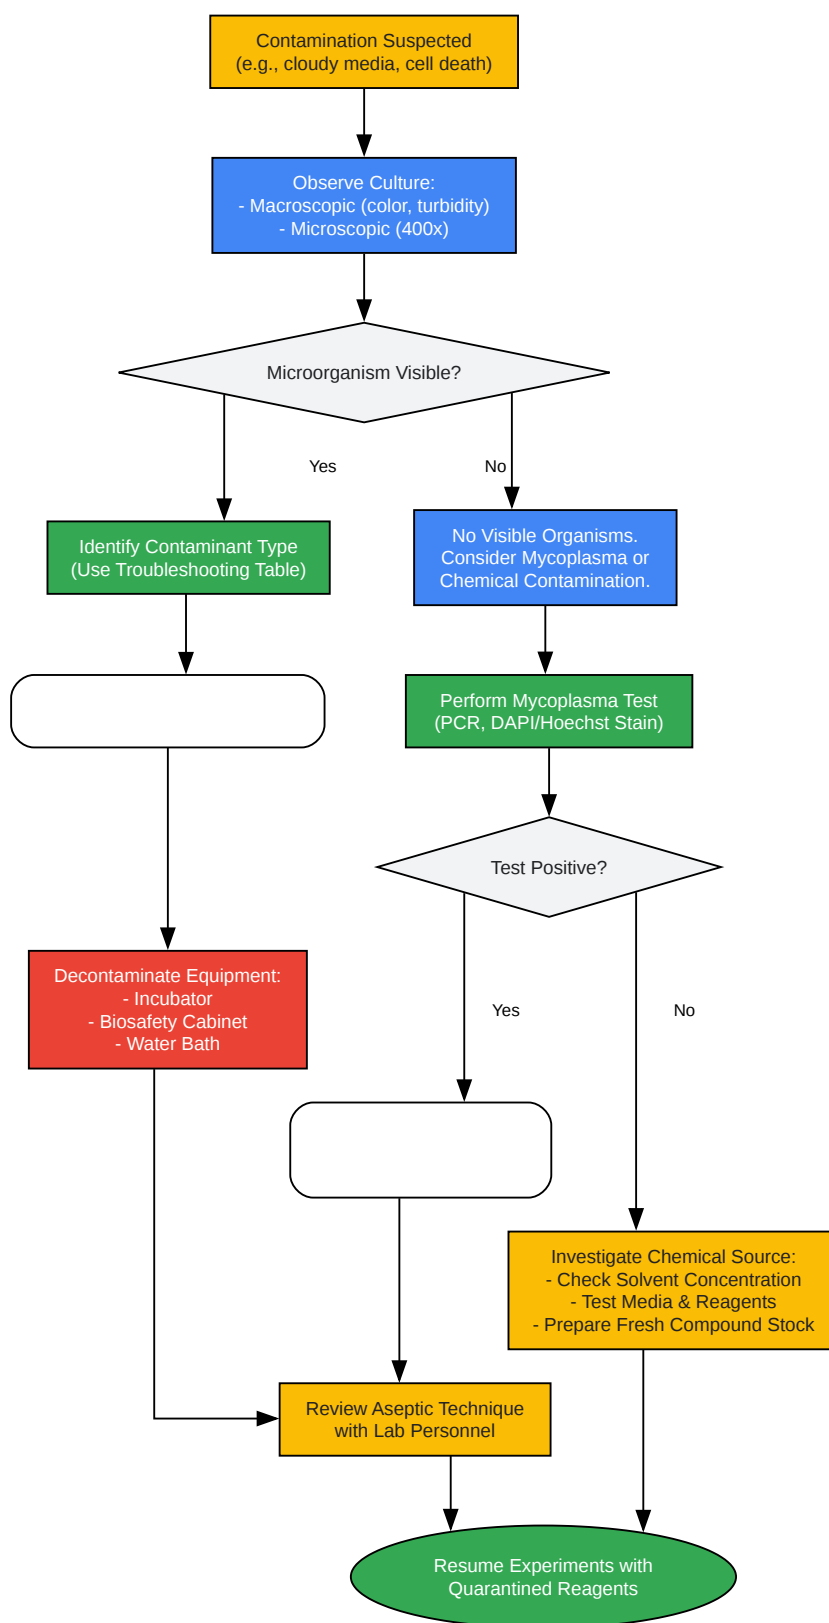 Contamination Suspected
(e.g., cloudy media, cell death)
Observe Culture:
- Macroscopic (color, turbidity)
- Microscopic (400x)
Microorganism Visible?
Yes
No
Identify Contaminant Type
(Use Troubleshooting Table)
No Visible Organisms.
Consider Mycoplasma or
Chemical Contamination.
Perform Mycoplasma Test
(PCR, DAPI/Hoechst Stain)
Test Positive?
Decontaminate Equipment:
- Incubator
- Biosafety Cabinet
- Water Bath
Yes
No
Investigate Chemical Source:
- Check Solvent Concentration
- Test Media & Reagents
- Prepare Fresh Compound Stock
Review Aseptic Technique
with Lab Personnel
Resume Experiments with
Quarantined Reagents